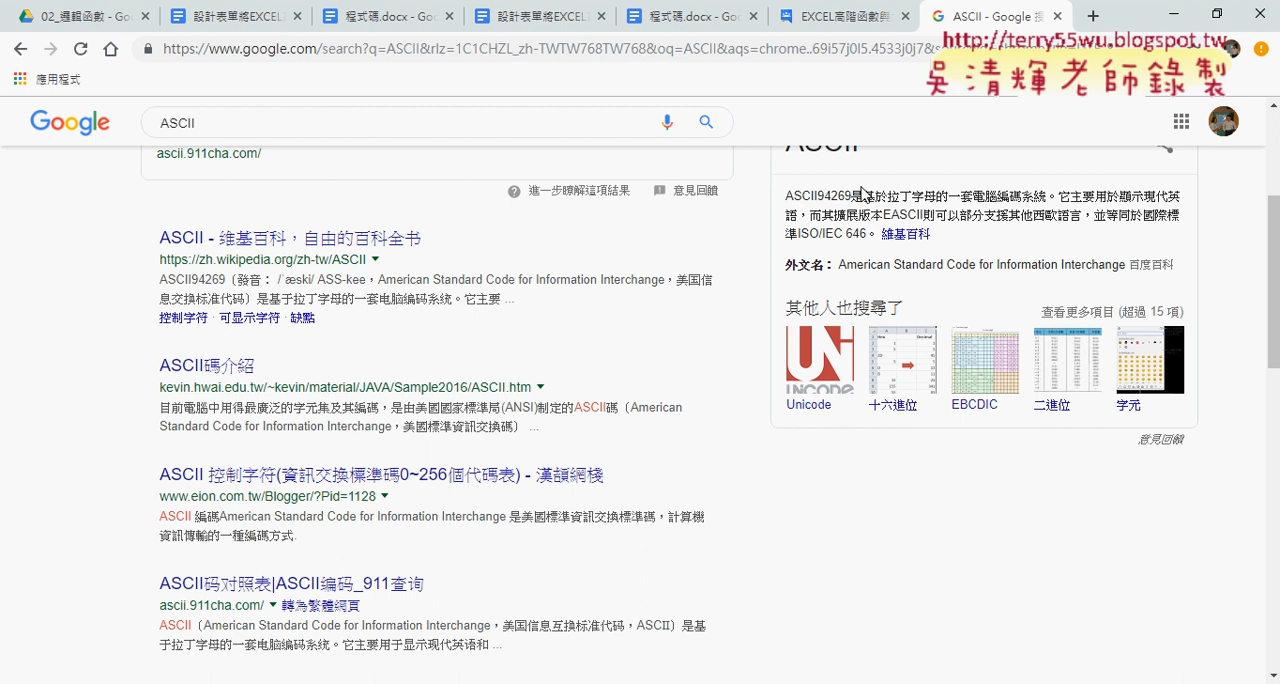 02_邏輯函數 - Go
設計表單將EXCEL
程式碼.docx - Goo
設計表單將EXCEL
程式碼.docx - Goo
EXCEL高階函數與
ASCII - Google 搜
https://www.google.com/search?q=ASCII&rlz=1C1CHZL_zh-TWTW768TW768&oq=ASCII&aqs=chrome..69i57j0l5.4533j0j7&s
http://terry55wu.blogspot.tw
吳清輝老師錄製
應用程式
Google
ASCII
ascii.911cha.com/
進一步瞭解這項結果
意見回饋
ASCII - 维基百科，自由的百科全书
https://zh.wikipedia.org/zh-tw/ASCII
ASCII94269（發音： /ˈæski/ ASS-kee，American Standard Code for Information Interchange，美国信
息交换标准代码）是基于拉丁字母的一套电脑编码系统。它主要 ...
控制字符 · 可显示字符 · 缺點
ASCII碼介紹
kevin.hwai.edu.tw/~kevin/material/JAVA/Sample2016/ASCII.htm
目前電腦中用得最廣泛的字元集及其編碼，是由美國國家標準局(ANSI)制定的ASCII碼（American
Standard Code for Information Interchange，美國標準資訊交換碼） ...
ASCII 控制字符(資訊交換標準碼0~256個代碼表) - 漢頡網棧
www.eion.com.tw/Blogger/?Pid=1128
ASCII 編碼American Standard Code for Information Interchange 是美國標準資訊交換標準碼，計算機
資訊傳輸的一種編碼方式.
ASCII码对照表|ASCII编码_911查询
ascii.911cha.com/ 轉為繁體網頁
ASCII（American Standard Code for Information Interchange，美国信息互换标准代码，ASCII）是基
于拉丁字母的一套电脑编码系统。它主要用于显示现代英语和 ...
ASCII
ASCII94269是基於拉丁字母的一套電腦編碼系統。它主要用於顯示現代英
語，而其擴展版本EASCII則可以部分支援其他西歐語言，並等同於國際標
準ISO/IEC 646。 維基百科
外文名： American Standard Code for Information Interchange 百度百科
其他人也搜尋了
查看更多項目 (超過 15 項)
UNICODE
Unicode
十六進位
EBCDIC
二進位
字元
意見回饋